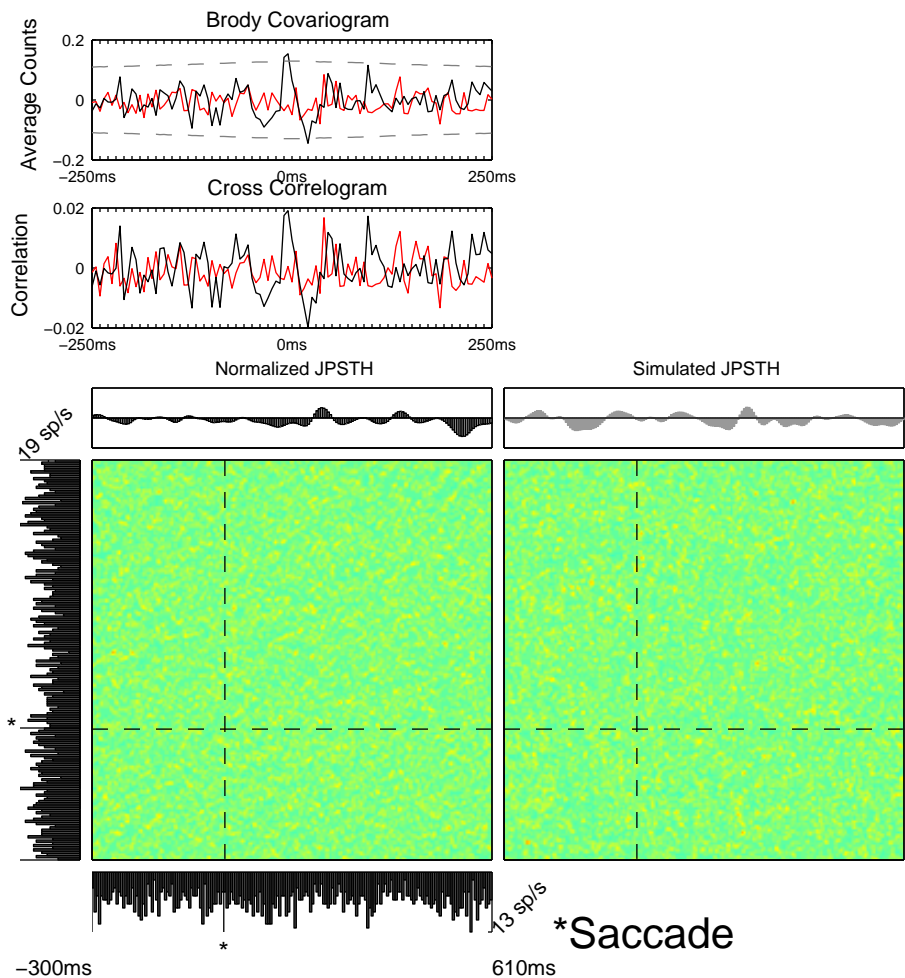 Brody Covariogram
Average Counts
0.2
0
−0.2
−250ms
0ms
250ms
Cross Correlogram
Correlation
0.02
0
−0.02
−250ms
0ms
250ms
Normalized JPSTH
Simulated JPSTH
19 sp/s
*
13 sp/s
*
*Saccade
−300ms
610ms